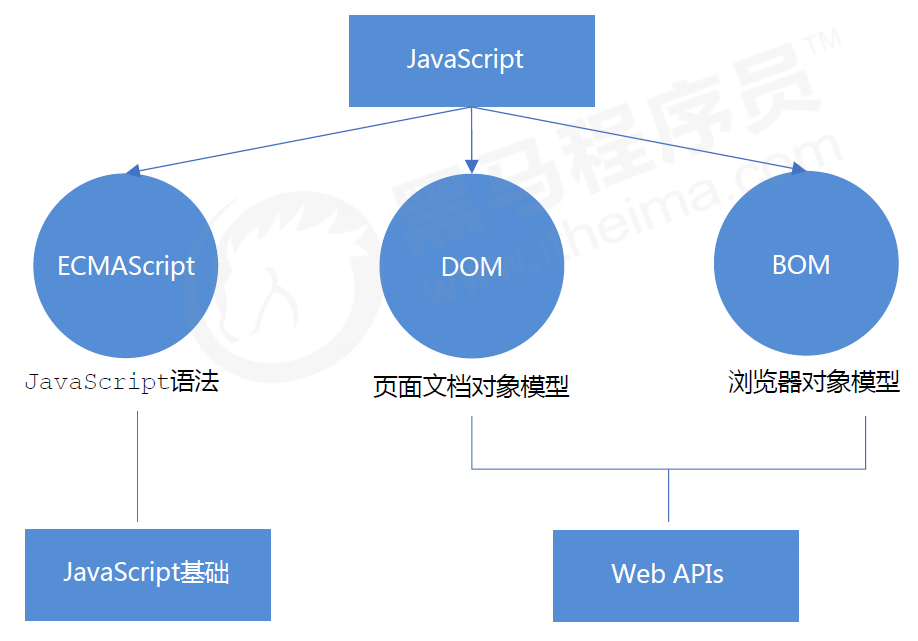 JavaScript
黑马程序员™
www.itheima.com
ECMAScript
DOM
BOM
JavaScript语法
页面文档对象模型
浏览器对象模型
JavaScript基础
Web APIs